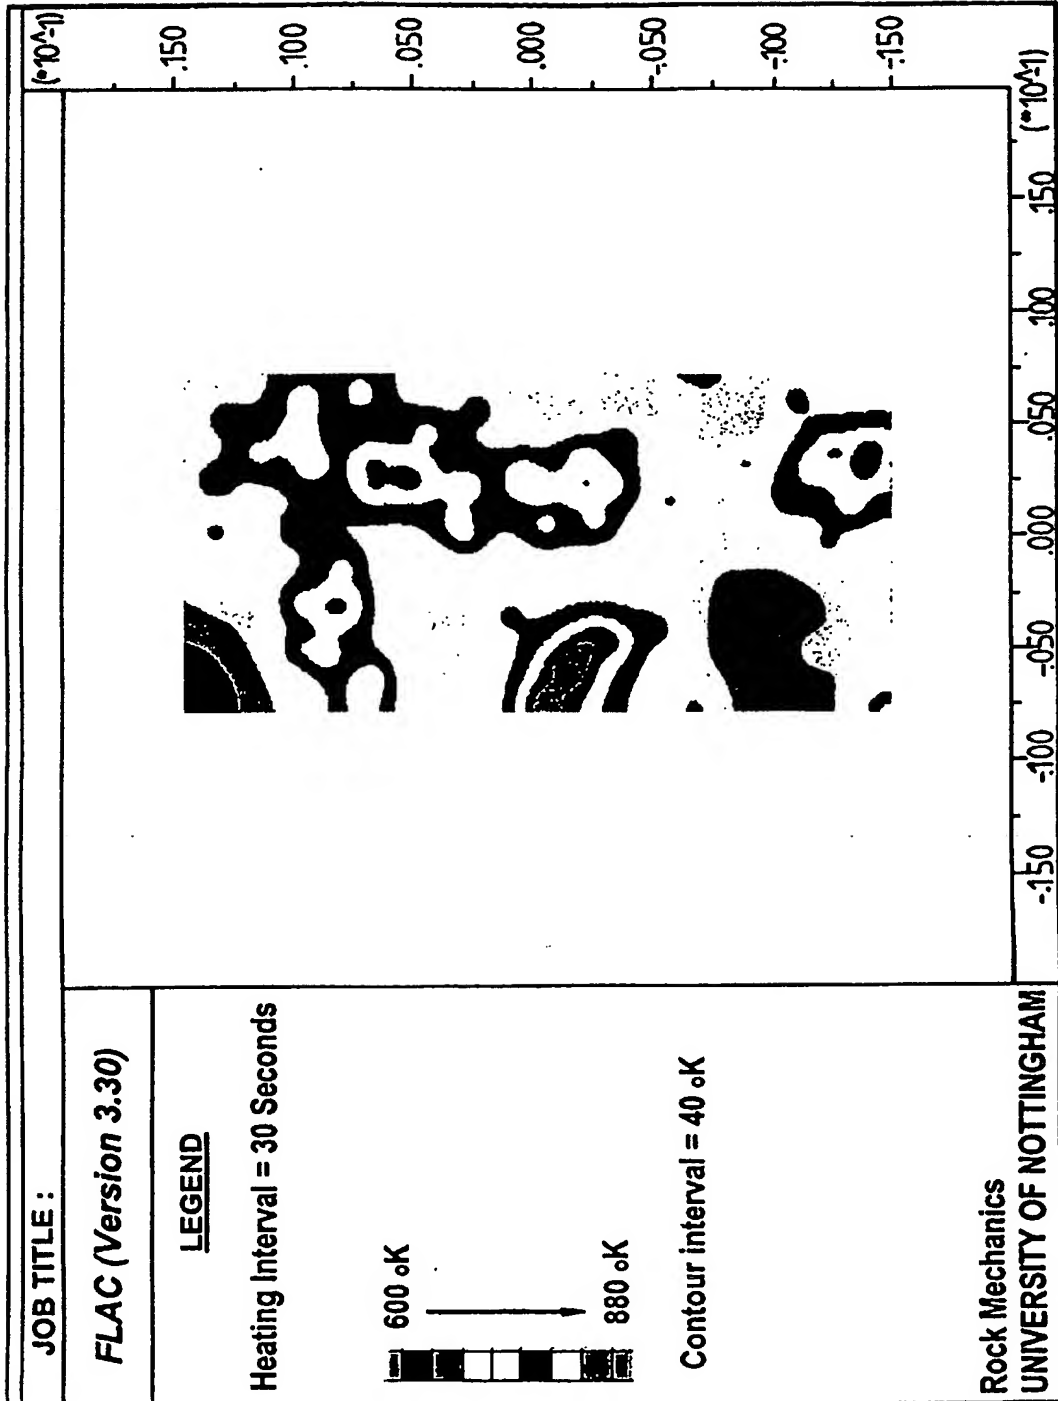 JOB TITLE :
FLAC (Version 3.30)
LEGEND
Heating Interval = 30 Seconds
600 oK
880 oK
Contour interval = 40 oK
Rock Mechanics
UNIVERSITY OF NOTTINGHAM
(*10^-1)
.150
.100
.050
.000
-.050
-.100
-.150
-.150
-.100
-.050
.000
.050
.100
.150
(*10^-1)